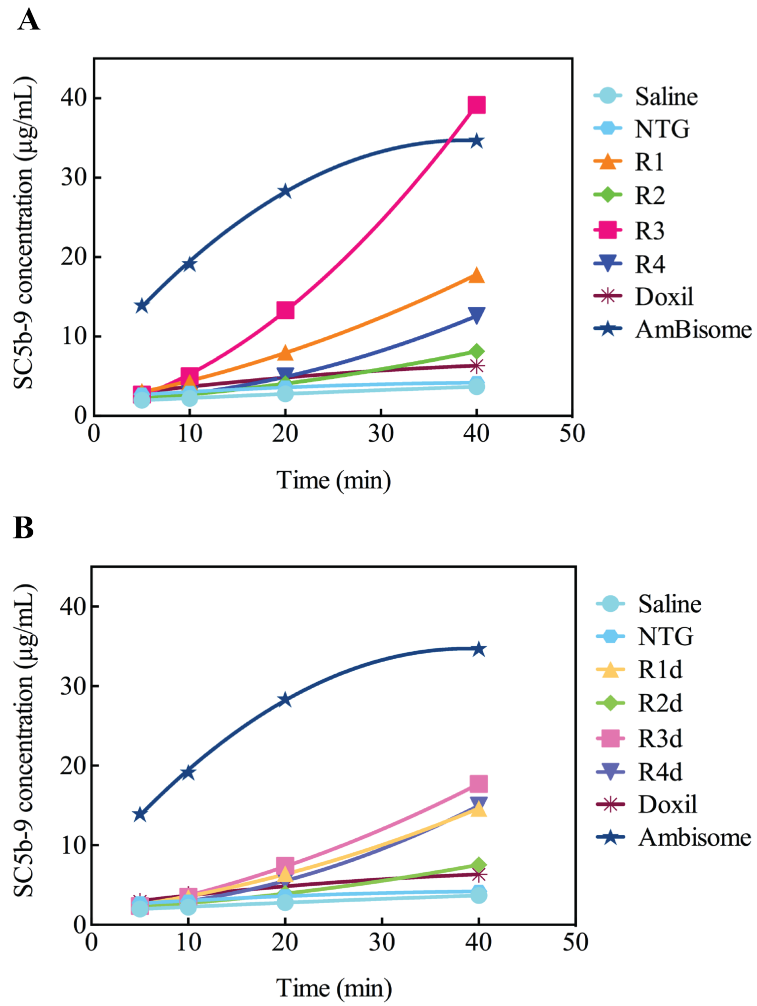 A
SC5b-9 concentration (μg/mL)
40
30
20
10
0
0 10 20 30 40 50
Time (min)
Saline
NTG
R1
R2
R3
R4
Doxil
AmBisome
B
SC5b-9 concentration (μg/mL)
40
30
20
10
0
0 10 20 30 40 50
Time (min)
Saline
NTG
R1d
R2d
R3d
R4d
Doxil
Ambisome